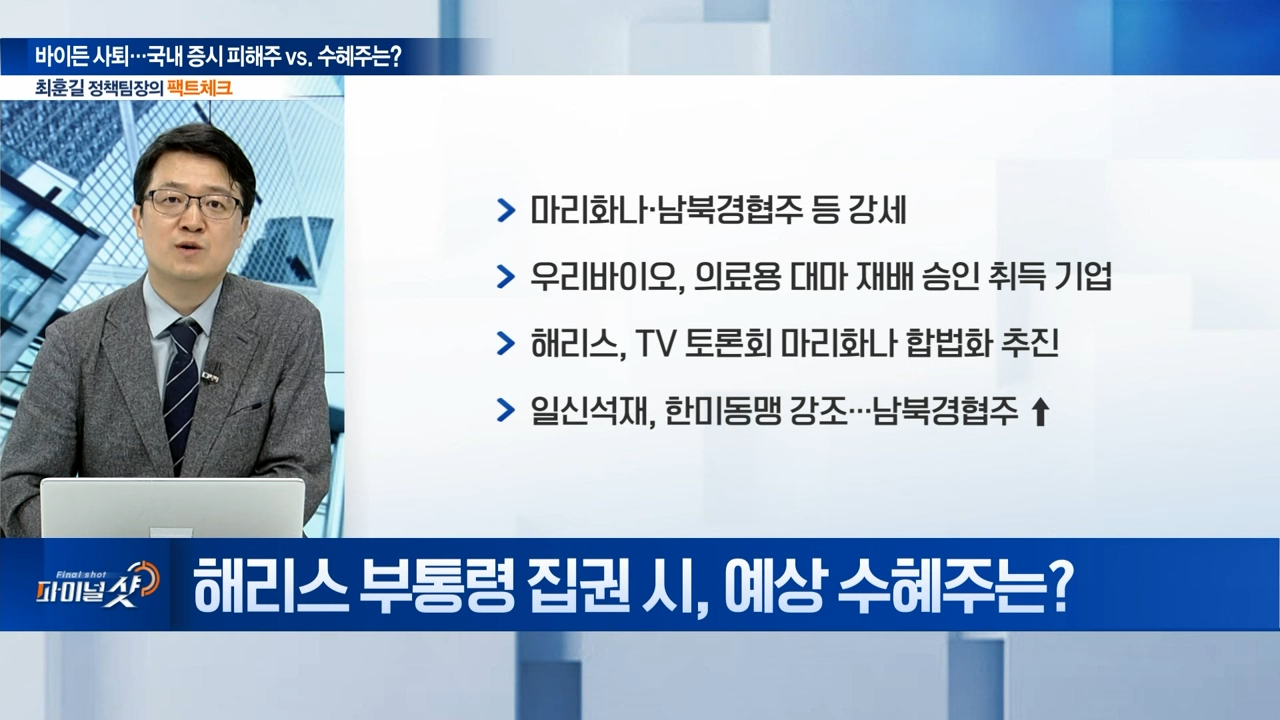 바이든 사퇴…국내 증시 피해주 vs. 수혜주는?
최훈길 정책팀장의 팩트체크
마리화나·남북경협주 등 강세
우리바이오, 의료용 대마 재배 승인 취득 기업
해리스, TV 토론회 마리화나 합법화 추진
일신석재, 한미동맹 강조…남북경협주 ⬆
Final shot
파이널 샷
해리스 부통령 집권 시, 예상 수혜주는?